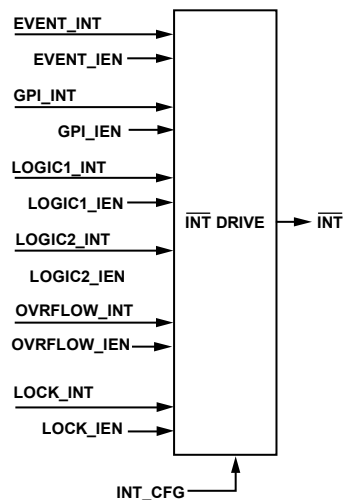 EVENT_INT
EVENT_IEN
GPI_INT
GPI_IEN
LOGIC1_INT
LOGIC1_IEN
INT DRIVE
INT
LOGIC2_INT
LOGIC2_IEN
OVRFLOW_INT
OVRFLOW_IEN
LOCK_INT
LOCK_IEN
INT_CFG